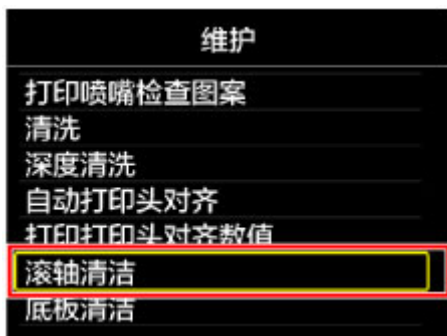 维护
打印喷嘴检查图案
清洗
深度清洗
自动打印头对齐
打印打印头对齐数值
滚轴清洁
底板清洁